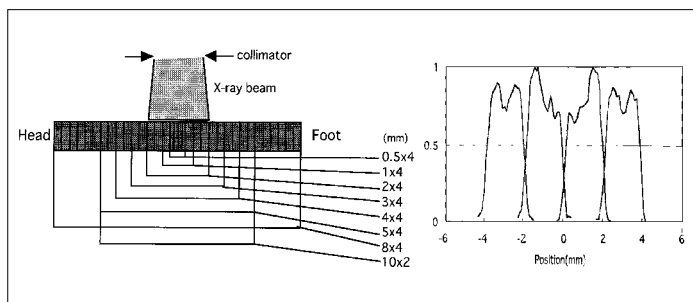 collimator
X-ray beam
Head
Foot
(mm)
0.5x4
1x4
2x4
3x4
4x4
5x4
8x4
10x2
1
0.5
0
-6 -4 -2 0 2 4 6
Position(mm)